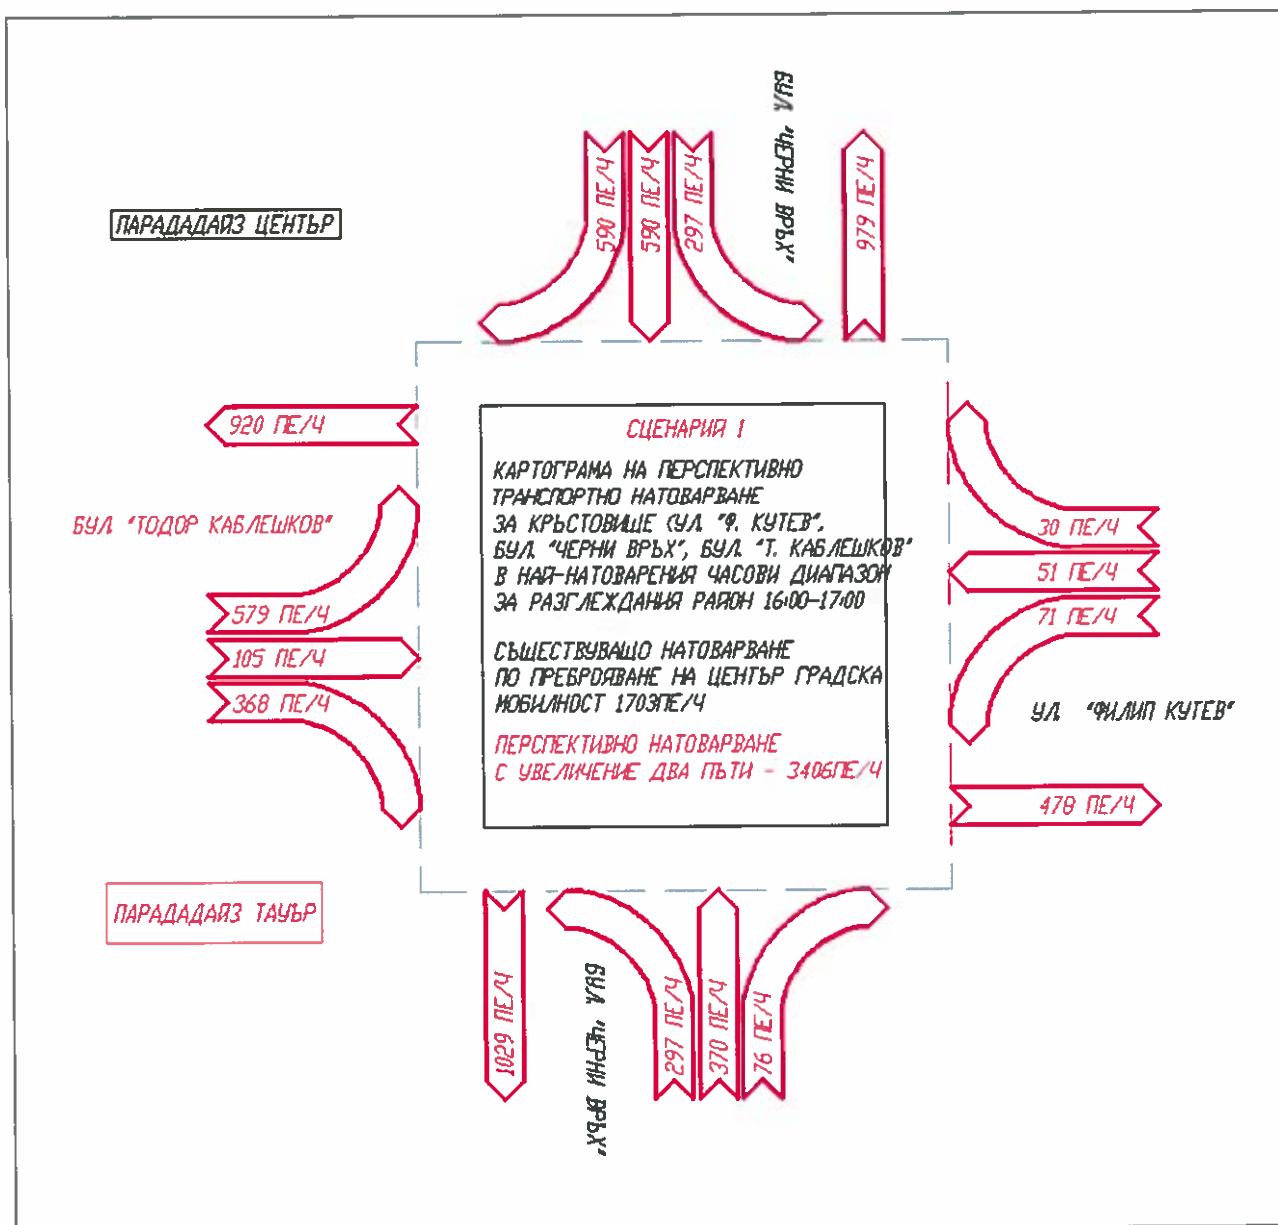 БУЛ. "ЧЕРНИ ВРЪХ"
590 ПЕ/Ч
590 ПЕ/Ч
297 ПЕ/Ч
979 ПЕ/Ч
ПАРАДАДАЙЗ ЦЕНТЪР
920 ПЕ/Ч
БУЛ. "ТОДОР КАБЛЕШКОВ"
579 ПЕ/Ч
105 ПЕ/Ч
368 ПЕ/Ч
СЦЕНАРИЙ 1
КАРТОГРАМА НА ПЕРСПЕКТИВНО
ТРАНСПОРТНО НАТОВАРВАНЕ
ЗА КРЪСТОВИЩЕ (УЛ. "Ф. КУТЕВ",
БУЛ. "ЧЕРНИ ВРЪХ", БУЛ. "Т. КАБЛЕШКОВ"
В НАЙ-НАТОВАРЕНИЯ ЧАСОВИ ДИАПАЗОН
ЗА РАЗГЛЕЖДАНИЯ РАЙОН 16:00-17:00
СЪЩЕСТВУВАЩО НАТОВАРВАНЕ
ПО ПРЕБРОЯВАНЕ НА ЦЕНТЪР ГРАДСКА
МОБИЛНОСТ 1703ПЕ/Ч
ПЕРСПЕКТИВНО НАТОВАРВАНЕ
С УВЕЛИЧЕНИЕ ДВА ПЪТИ - 3406ПЕ/Ч
30 ПЕ/Ч
51 ПЕ/Ч
71 ПЕ/Ч
УЛ. "ФИЛИП КУТЕВ"
478 ПЕ/Ч
ПАРАДАДАЙЗ ТАУЪР
1029 ПЕ/Ч
БУЛ. "ЧЕРНИ ВРЪХ"
297 ПЕ/Ч
370 ПЕ/Ч
76 ПЕ/Ч